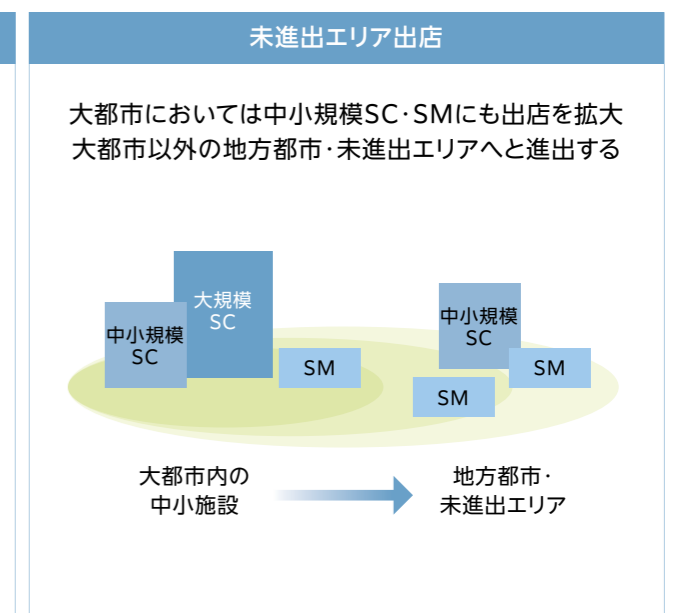 未進出エリア出店
大都市においては中小規模SC・SMにも出店を拡大
大都市以外の地方都市・未進出エリアへと進出する
大規模
SC
中小規模
SC
SM
中小規模
SC
SM
SM
大都市内の
中小施設
地方都市・
未進出エリア